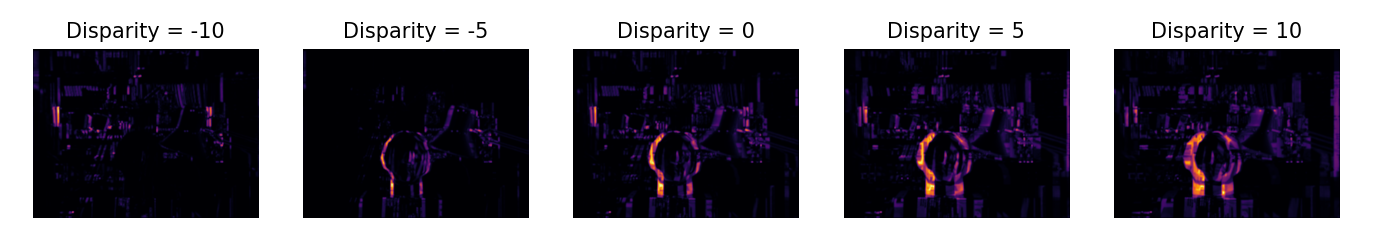 Disparity = -10
Disparity = -5
Disparity = 0
Disparity = 5
Disparity = 10